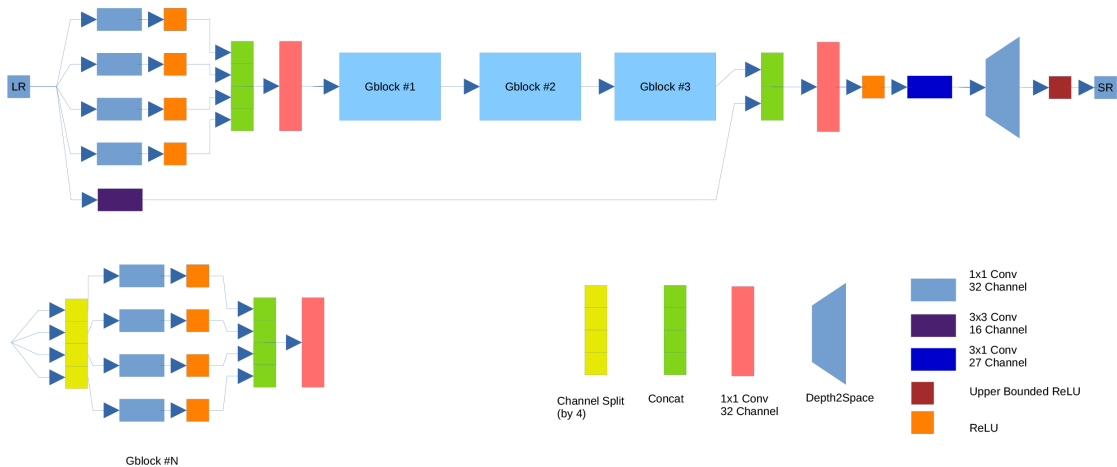 LR
Gblock #1
Gblock #2
Gblock #3
SR
Gblock #N
Channel Split
(by 4)
Concat
1x1 Conv
32 Channel
Depth2Space
1x1 Conv
32 Channel
3x3 Conv
16 Channel
3x1 Conv
27 Channel
Upper Bounded ReLU
ReLU